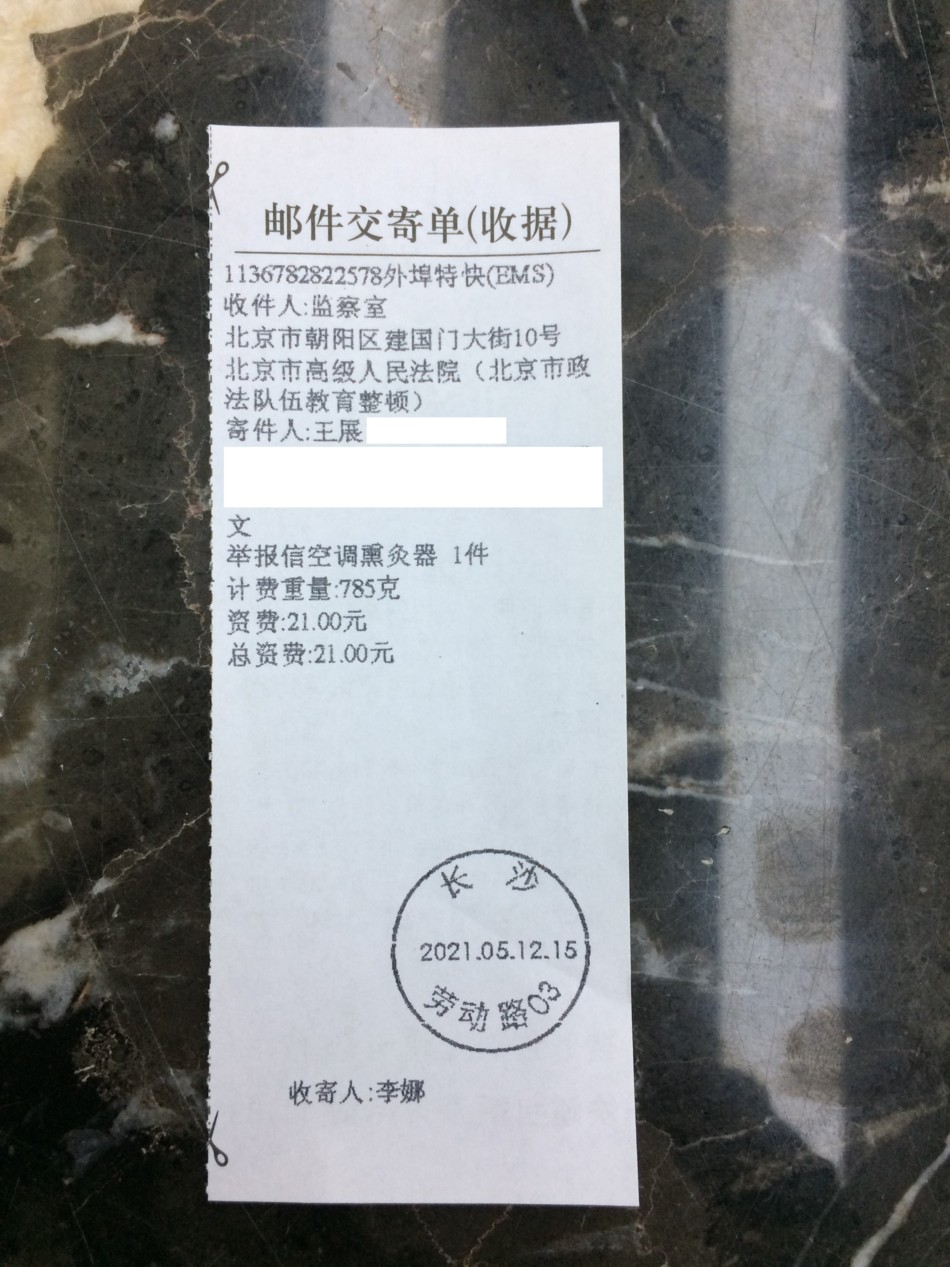 邮件交寄单(收据)
1136782822578外埠特快(EMS)
收件人:监察室
北京市朝阳区建国门大街10号
北京市高级人民法院（北京市政
法队伍教育整顿）
寄件人:王展
文
举报信空调熏灸器 1件
计费重量:785克
资费:21.00元
总资费:21.00元
长沙
2021.05.12.15
劳动路03
收寄人:李娜